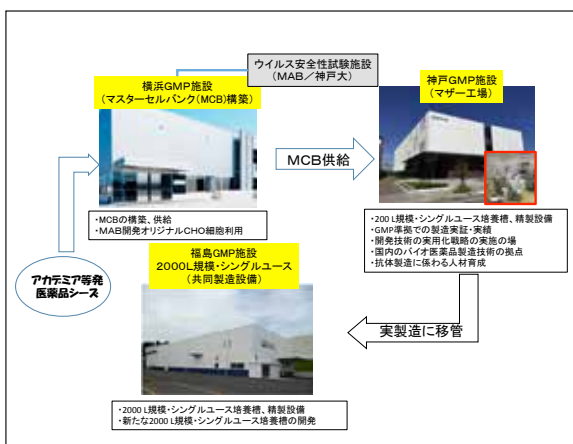 ウイルス安全性試験施設
(MAB／神戸大)
横浜GMP施設
(マスターセルバンク(MCB)構築)
神戸GMP施設
(マザー工場)
MCB供給
・MCBの構築、供給
・MAB開発オリジナルCHO細胞利用
・200 L規模・シングルユース培養槽、精製設備
・GMP準拠での製造実証・実績
・開発技術の実用化戦略の実施の場
・国内のバイオ医薬品製造技術の拠点
・抗体製造に係わる人材育成
福島GMP施設
2000L規模・シングルユース
(共同製造設備)
アカデミア等発
医薬品シーズ
実製造に移管
・2000 L規模・シングルユース培養槽、精製設備
・新たな2000 L規模・シングルユース培養槽の開発